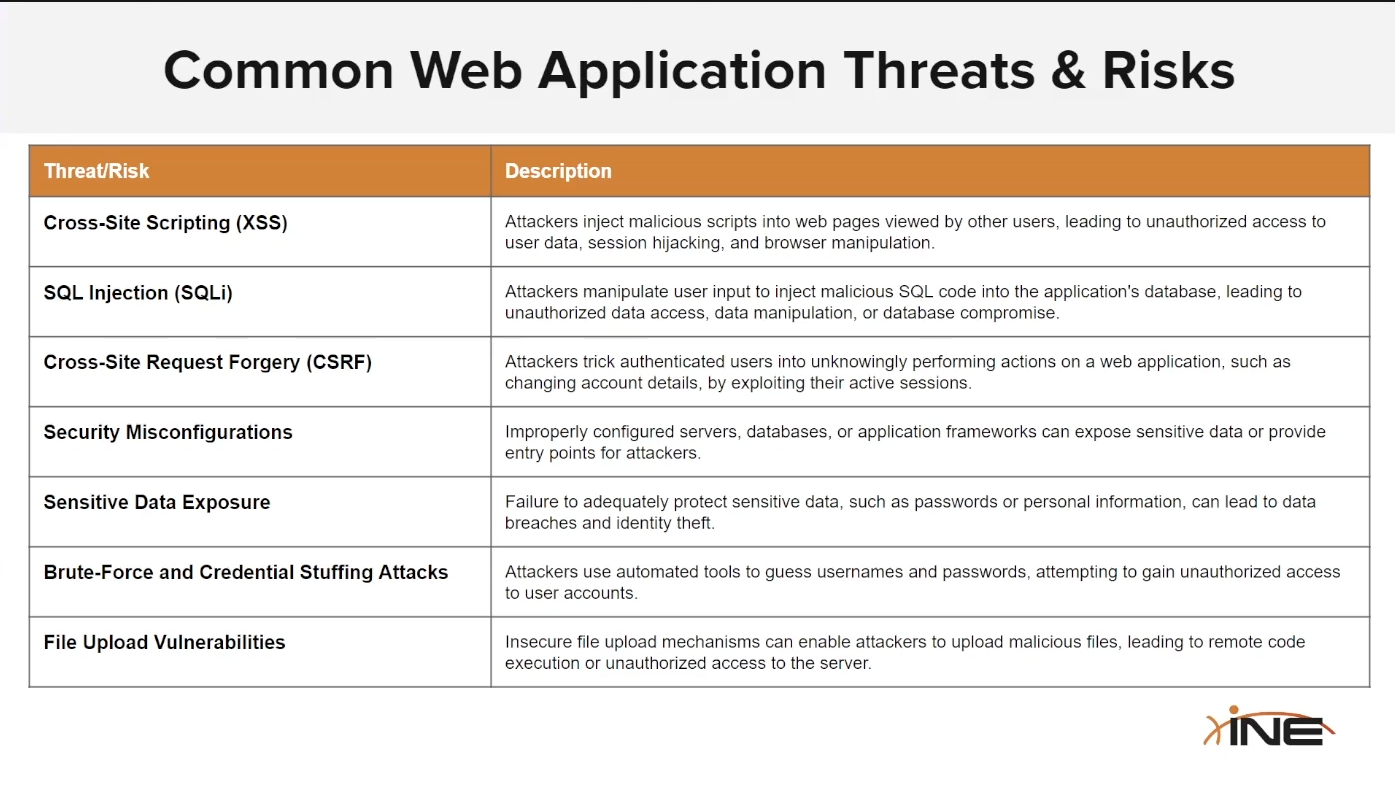 Common Web Application Threats & Risks
Threat/Risk
Description
Cross-Site Scripting (XSS)
Attackers inject malicious scripts into web pages viewed by other users, leading to unauthorized access to
user data, session hijacking, and browser manipulation.
SQL Injection (SQLi)
Attackers manipulate user input to inject malicious SQL code into the application's database, leading to
unauthorized data access, data manipulation, or database compromise.
Cross-Site Request Forgery (CSRF)
Attackers trick authenticated users into unknowingly performing actions on a web application, such as
changing account details, by exploiting their active sessions.
Security Misconfigurations
Improperly configured servers, databases, or application frameworks can expose sensitive data or provide
entry points for attackers.
Sensitive Data Exposure
Failure to adequately protect sensitive data, such as passwords or personal information, can lead to data
breaches and identity theft.
Brute-Force and Credential Stuffing Attacks
Attackers use automated tools to guess usernames and passwords, attempting to gain unauthorized access
to user accounts.
File Upload Vulnerabilities
Insecure file upload mechanisms can enable attackers to upload malicious files, leading to remote code
execution or unauthorized access to the server.
iNE